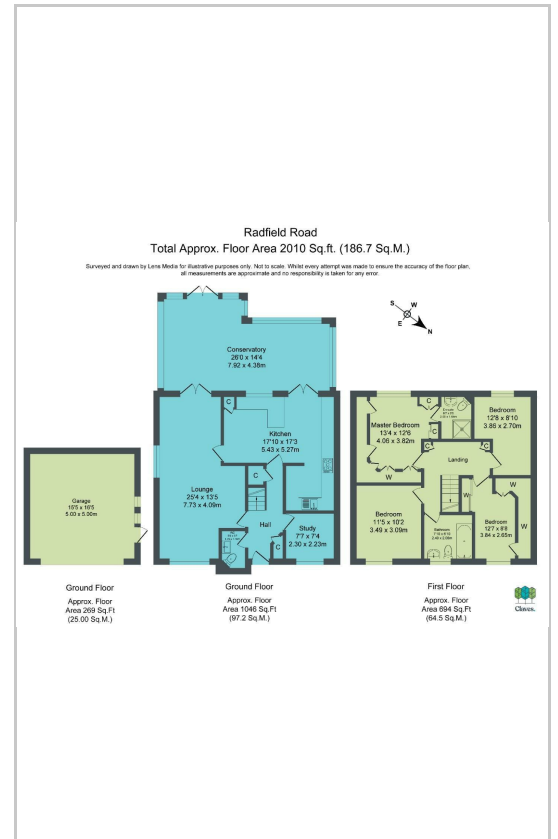 Radfield Road
Total Approx. Floor Area 2010 Sq.ft. (186.7 Sq.M.)
Surveyed and drawn by Lens Media for illustrative purposes only. Not to scale. Whilst every attempt was made to ensure the accuracy of the floor plan,
all measurements are approximate and no responsibility is taken for any error.
S
W
E
N
Conservatory
26'0 x 14'4
7.92 x 4.38m
C
Kitchen
17'10 x 17'3
5.43 x 5.27m
C
Lounge
25'4 x 13'5
7.73 x 4.09m
Hall
C
Study
7'7 x 7'4
2.30 x 2.23m
Garage
16'5 x 16'5
5.00 x 5.00m
Master Bedroom
13'4 x 12'6
4.06 x 3.82m
C
C
W
Bedroom
12'8 x 8'10
3.86 x 2.70m
C
C
Landing
W
W
Bedroom
11'5 x 10'2
3.49 x 3.09m
Bathroom
Bedroom
12'7 x 8'8
3.84 x 2.65m
W
W
Ground Floor
Approx. Floor
Area 269 Sq.Ft
(25.00 Sq.M.)
Ground Floor
Approx. Floor
Area 1046 Sq.Ft
(97.2 Sq.M.)
First Floor
Approx. Floor
Area 694 Sq.Ft
(64.5 Sq.M.)